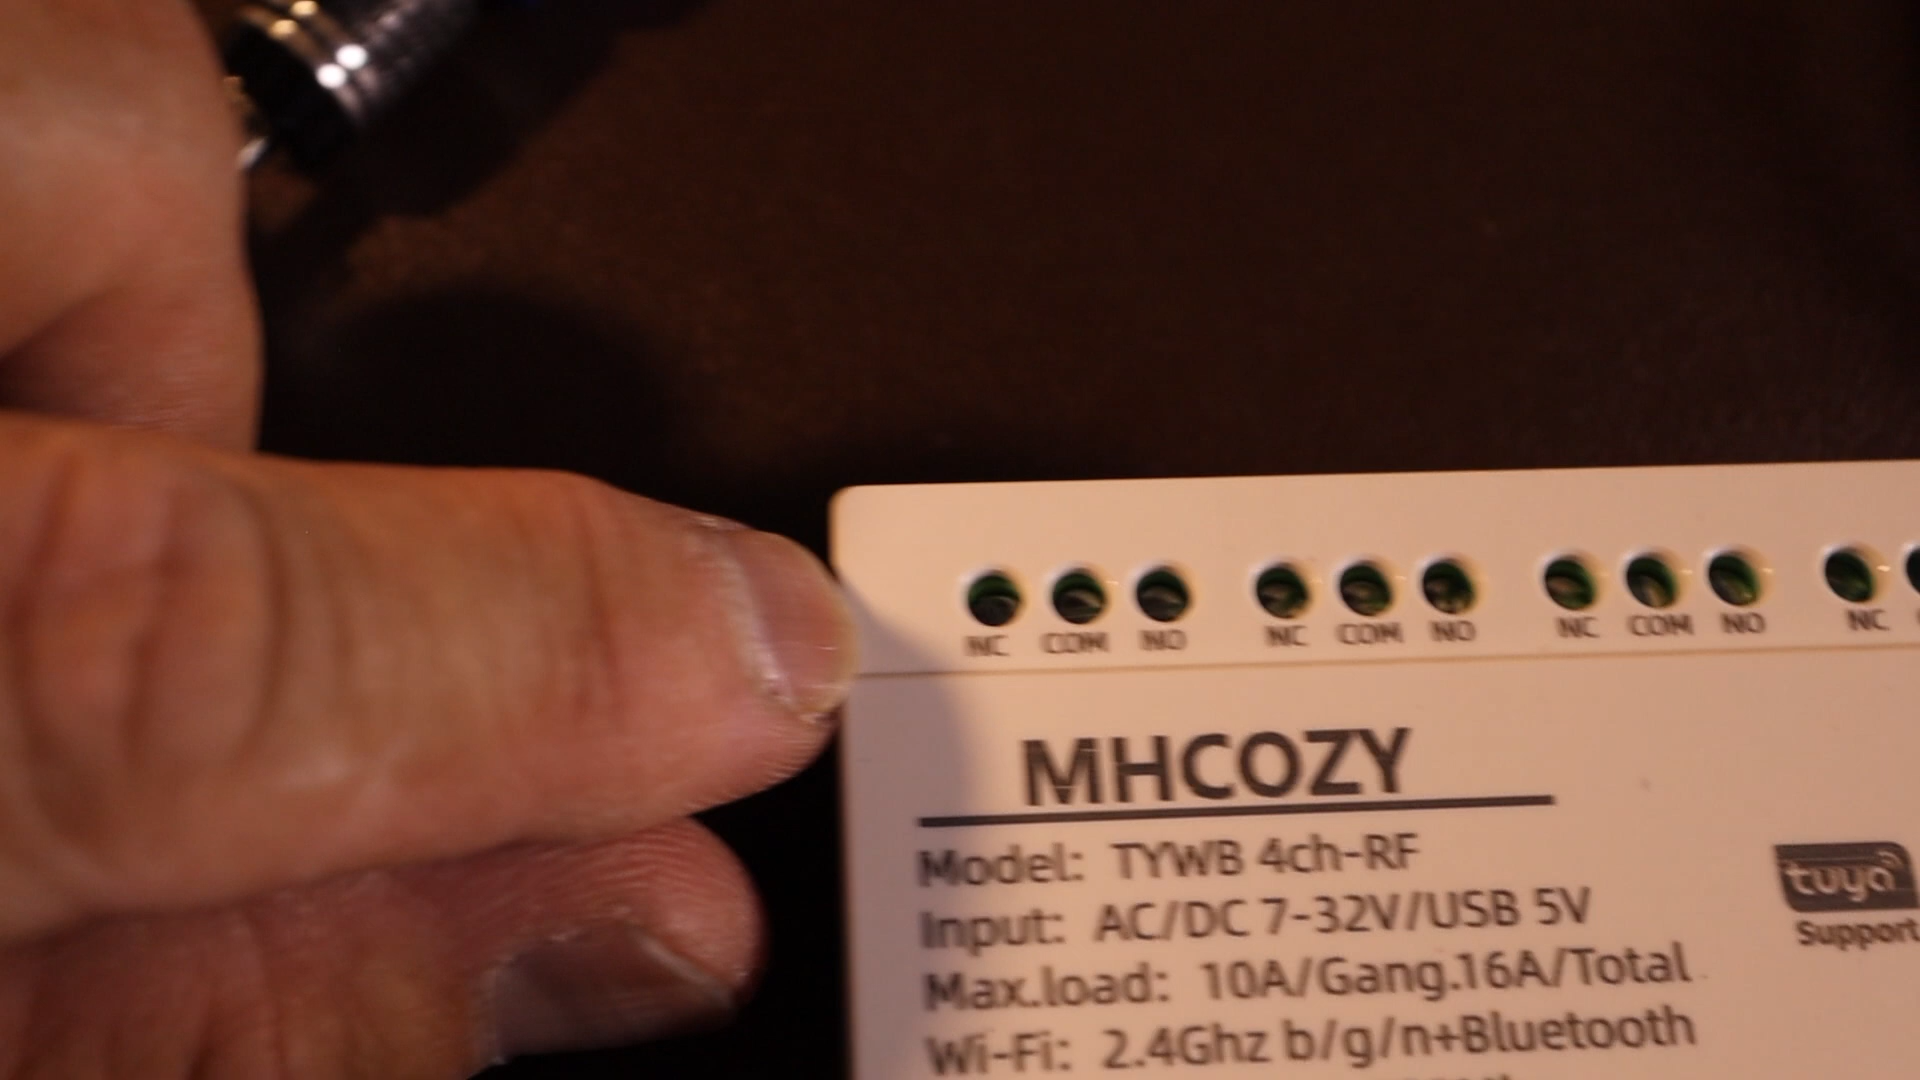 NC COM NO NC COM NO NC COM NO NC
MHCOZY
Model: TYWB 4ch-RF
Input: AC/DC 7-32V/USB 5V
Max.load: 10A/Gang.16A/Total
Wi-Fi: 2.4Ghz b/g/n+Bluetooth
tuya
Support